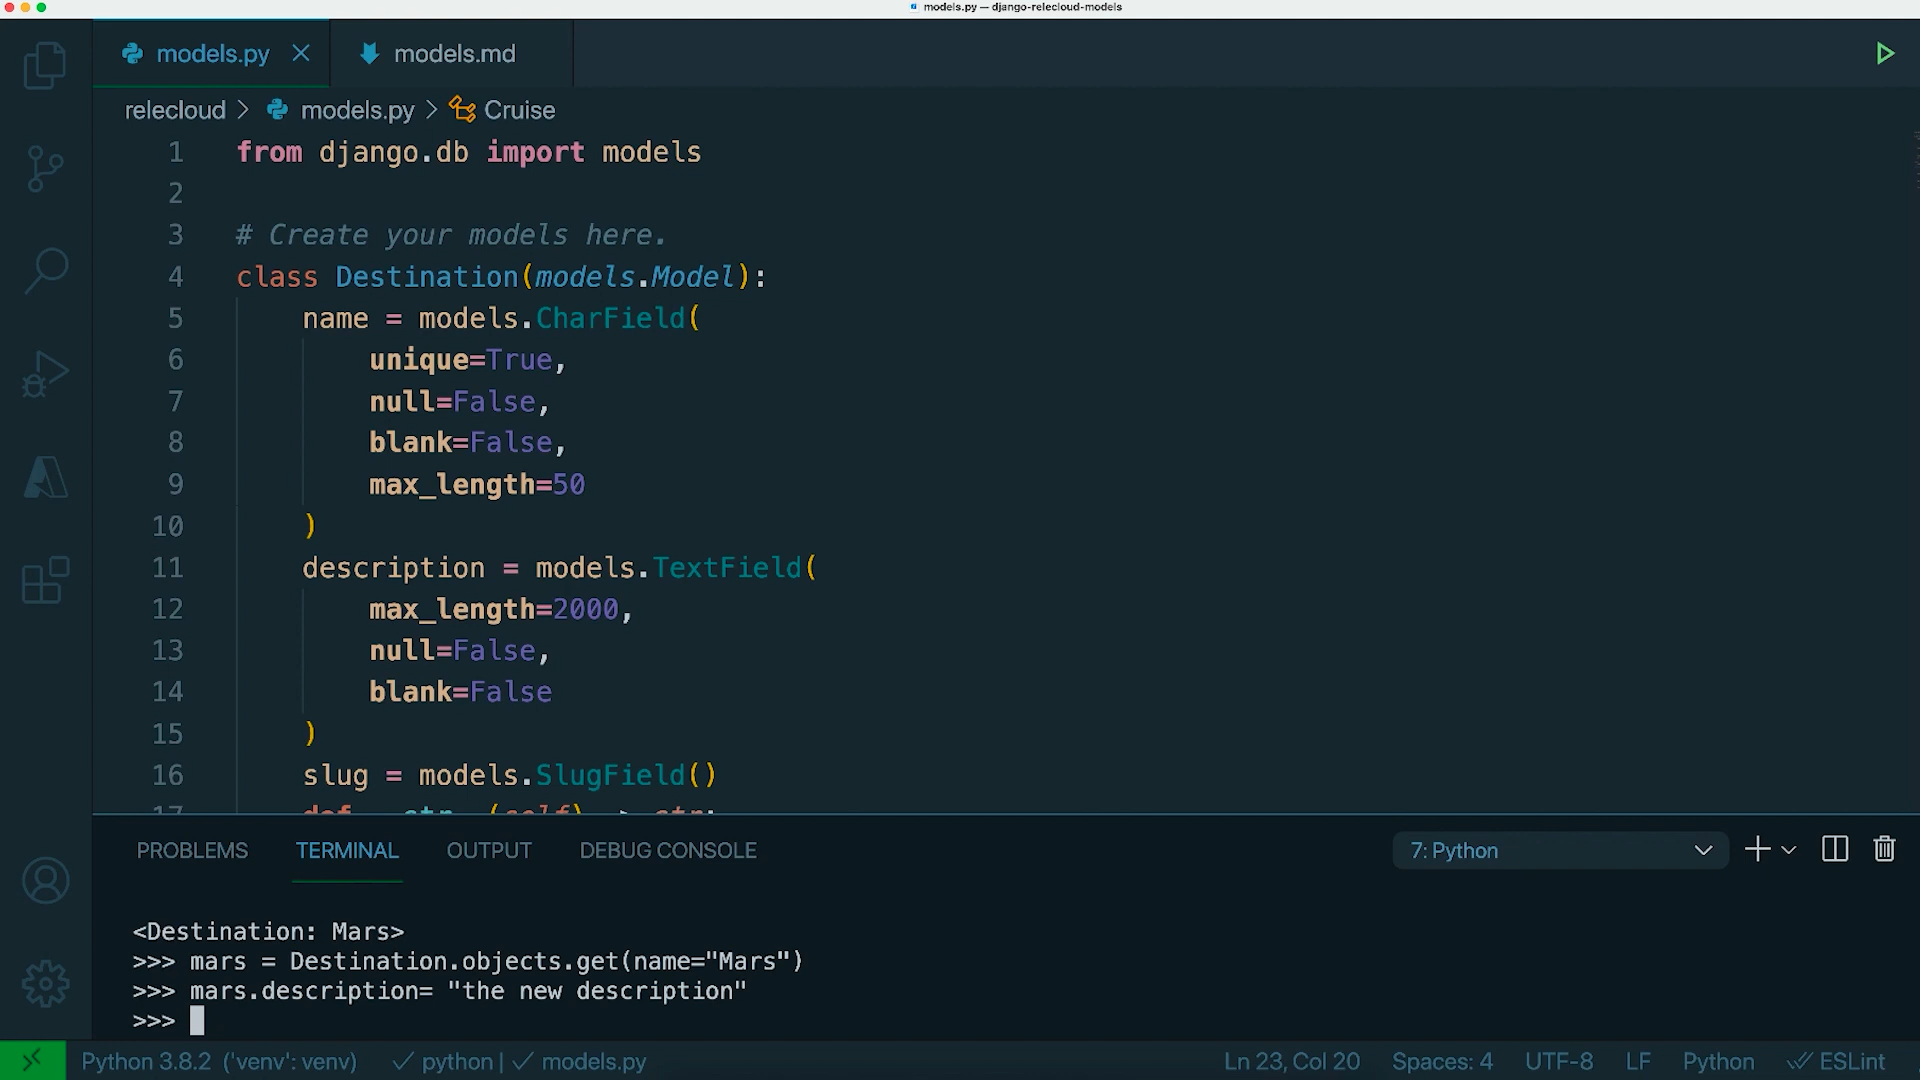 models.py — django-relecloud-models
models.py
models.md
relecloud > models.py > Cruise
1 from django.db import models
2
3 # Create your models here.
4 class Destination(models.Model):
5 name = models.CharField(
6 unique=True,
7 null=False,
8 blank=False,
9 max_length=50
10 )
11 description = models.TextField(
12 max_length=2000,
13 null=False,
14 blank=False
15 )
16 slug = models.SlugField()
17 def __str__(self) -> str:
PROBLEMS TERMINAL OUTPUT DEBUG CONSOLE 7: Python
<Destination: Mars>
>>> mars = Destination.objects.get(name="Mars")
>>> mars.description= "the new description"
>>>
Python 3.8.2 ('venv': venv) python | models.py Ln 23, Col 20 Spaces: 4 UTF-8 LF Python ESLint